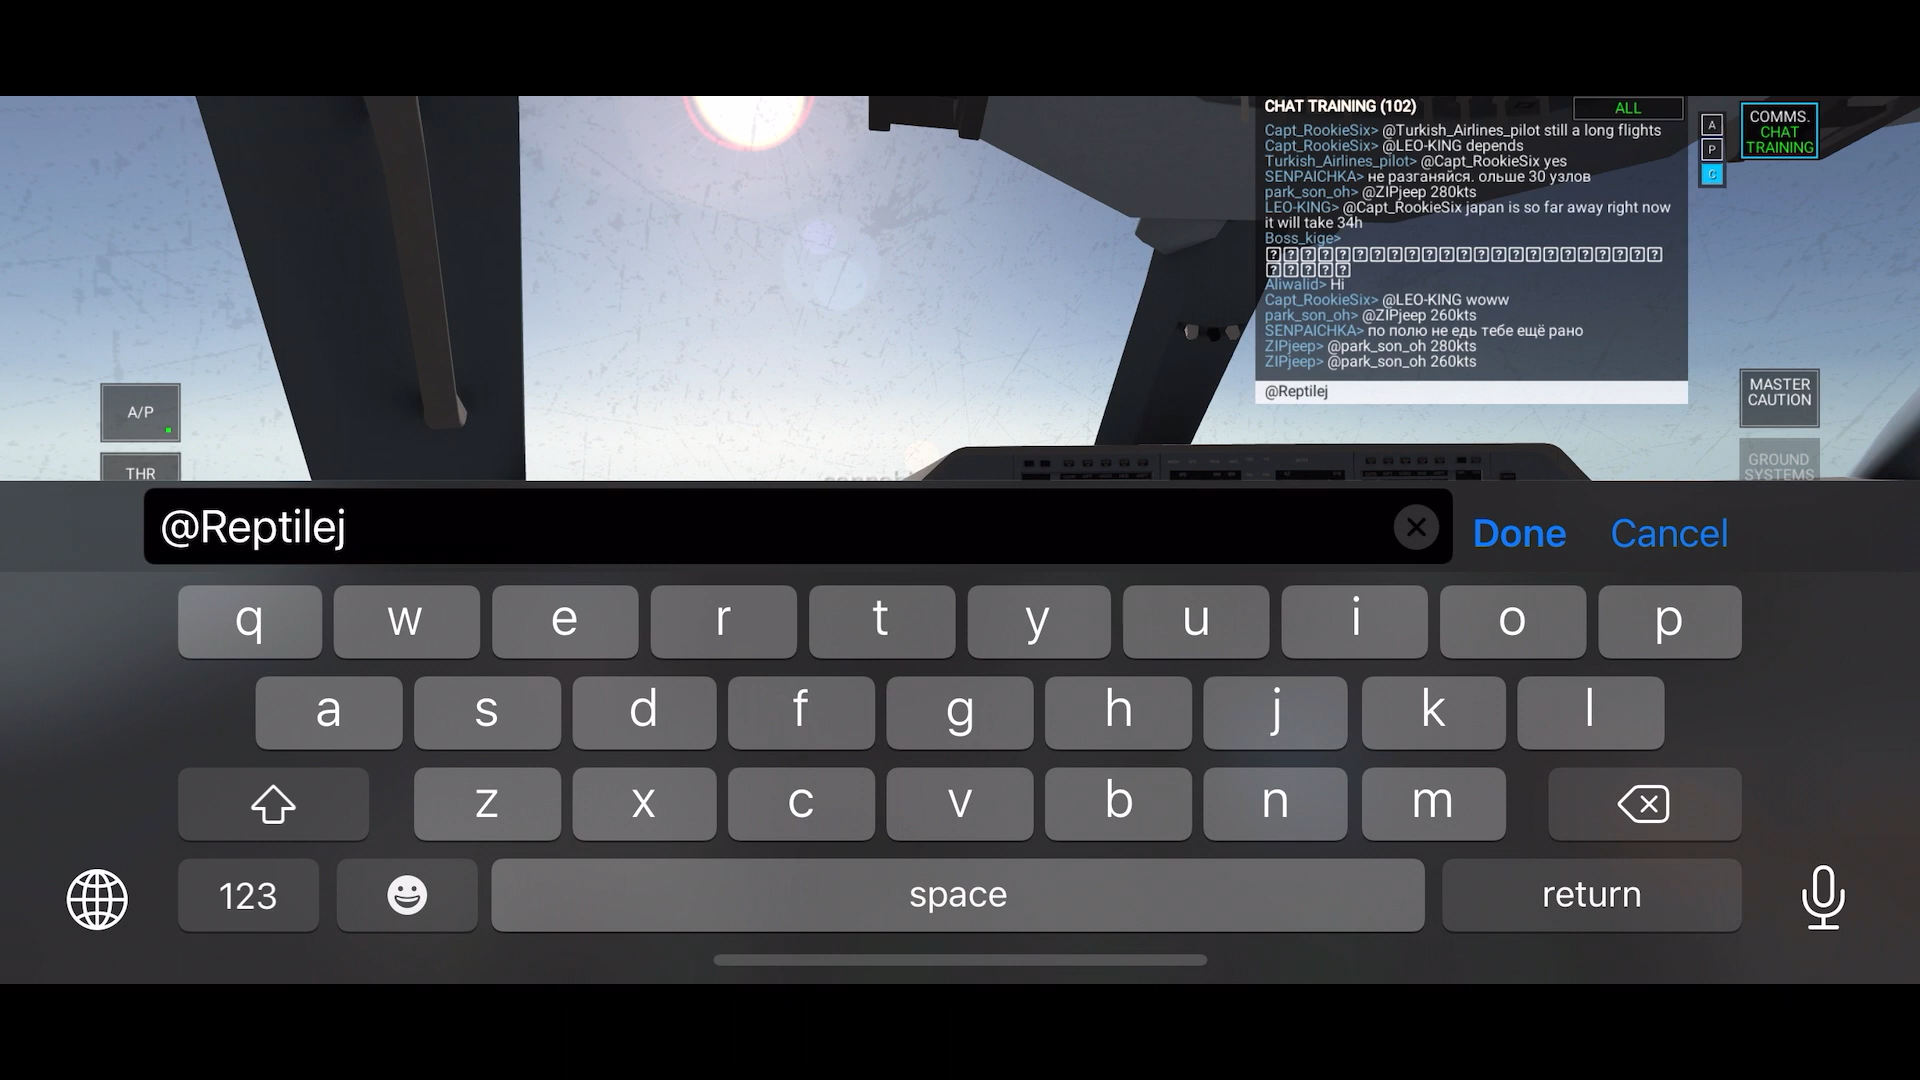 CHAT TRAINING (102)
ALL
Capt_RookieSix> @Turkish_Airlines_pilot still a long flights
Capt_RookieSix> @LEO-KING depends
Turkish_Airlines_pilot> @Capt_RookieSix yes
SENPAICHKA> не разганяйся. ольше 30 узлов
park_son_oh> @ZIPjeep 280kts
LEO-KING> @Capt_RookieSix japan is so far away right now
it will take 34h
Boss_kige>
Aliwalid> Hi
Capt_RookieSix> @LEO-KING woww
park_son_oh> @ZIPjeep 260kts
SENPAICHKA> по полю не едь тебе ещё рано
ZIPjeep> @park_son_oh 280kts
ZIPjeep> @park_son_oh 260kts
@Reptilej
A
P
C
COMMS.
CHAT
TRAINING
A/P
THR
MASTER
CAUTION
GROUND
SYSTEMS
@Reptilej
Done Cancel
q w e r t y u i o p
a s d f g h j k l
z x c v b n m
123 space return